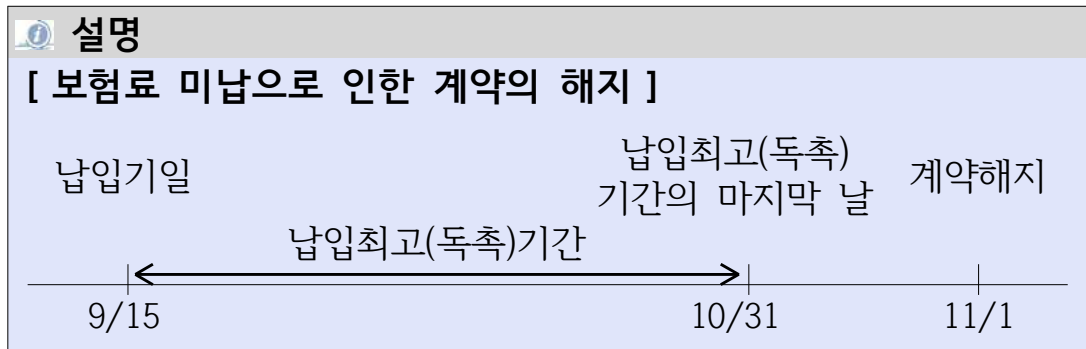 설명
[ 보험료 미납으로 인한 계약의 해지 ]
납입기일
납입최고(독촉)
기간의 마지막 날
계약해지
납입최고(독촉)기간
9/15
10/31
11/1